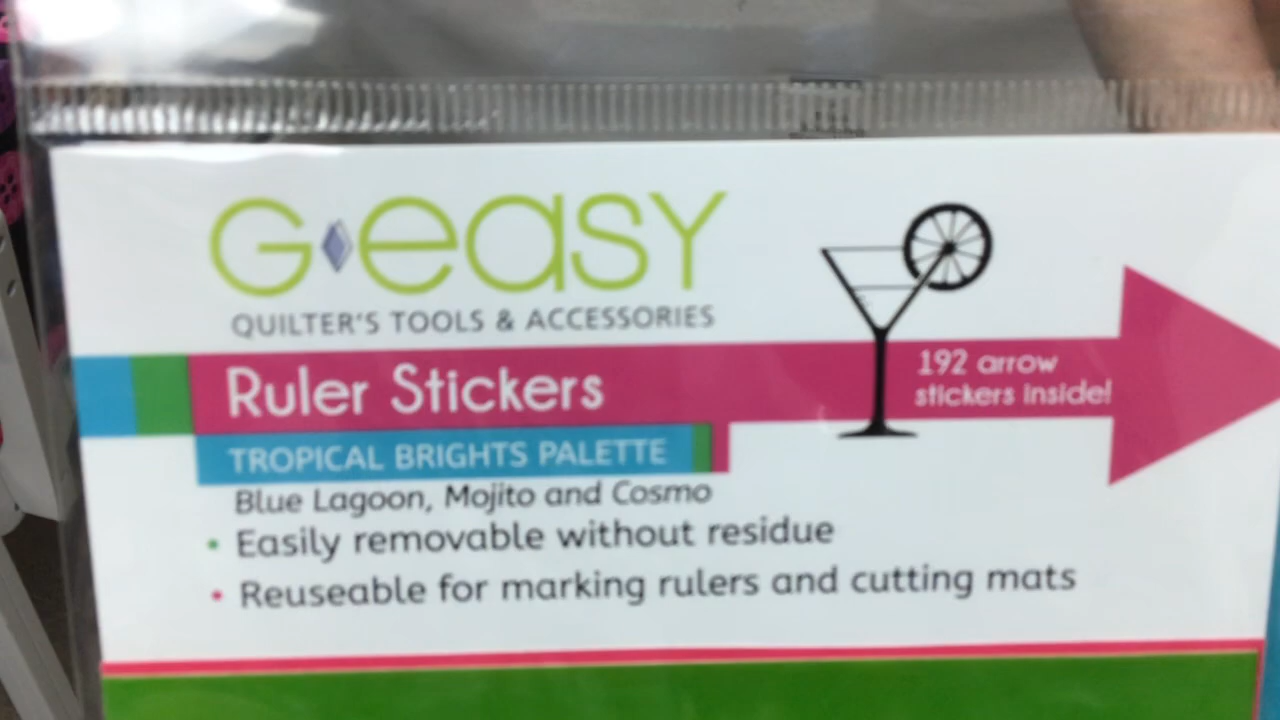 G♦easy
QUILTER'S TOOLS & ACCESSORIES
Ruler Stickers
192 arrow
stickers inside!
TROPICAL BRIGHTS PALETTE
Blue Lagoon, Mojito and Cosmo
• Easily removable without residue
• Reuseable for marking rulers and cutting mats